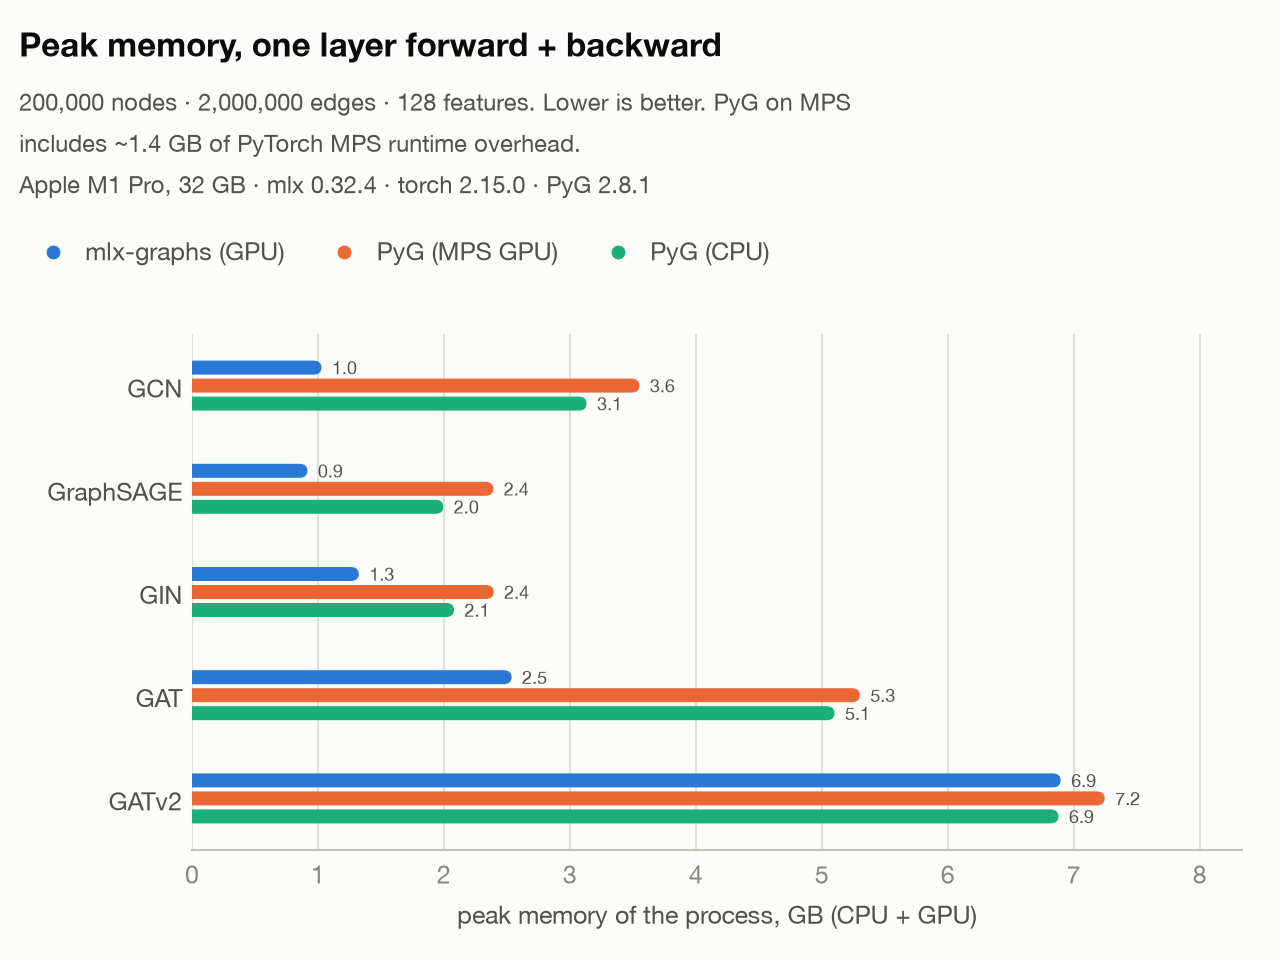 Peak memory, one layer forward + backward
200,000 nodes · 2,000,000 edges · 128 features. Lower is better. PyG on MPS
includes ~1.4 GB of PyTorch MPS runtime overhead.
Apple M1 Pro, 32 GB · mlx 0.32.4 · torch 2.15.0 · PyG 2.8.1
mlx-graphs (GPU) PyG (MPS GPU) PyG (CPU)
1.0
GCN 3.6
3.1
0.9
GraphSAGE 2.4
2.0
1.3
GIN 2.4
2.1
2.5
GAT 5.3
5.1
6.9
GATv2 7.2
6.9
0 1 2 3 4 5 6 7 8
peak memory of the process, GB (CPU + GPU)